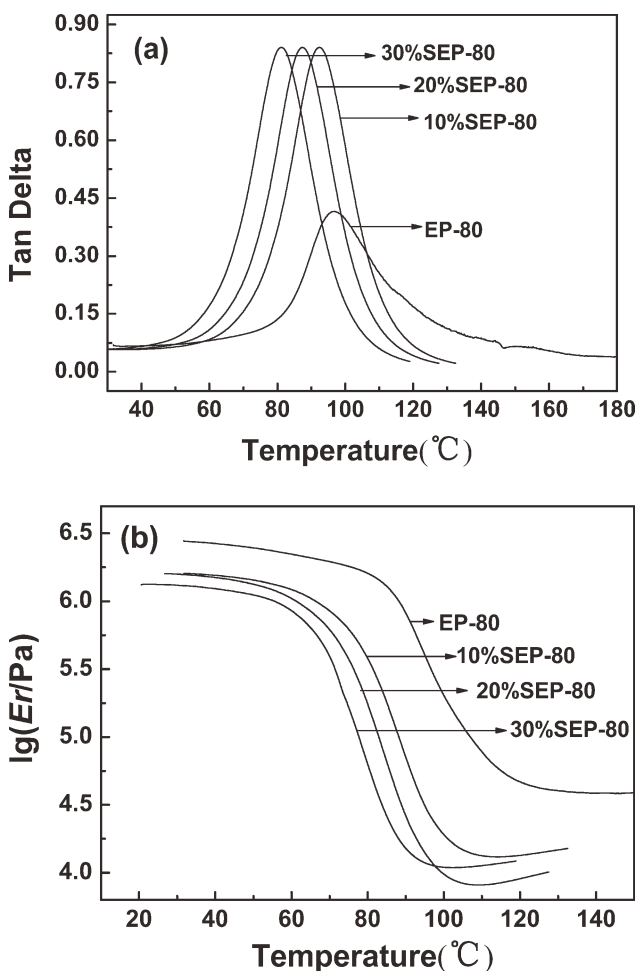 (a)
0.90
0.75
0.60
0.45
0.30
0.15
0.00
Tan Delta
30%SEP-80
20%SEP-80
10%SEP-80
EP-80
40 60 80 100 120 140 160 180
Temperature(℃)
(b)
6.5
6.0
5.5
5.0
4.5
4.0
lg(Er/Pa)
EP-80
10%SEP-80
20%SEP-80
30%SEP-80
20 40 60 80 100 120 140
Temperature(℃)